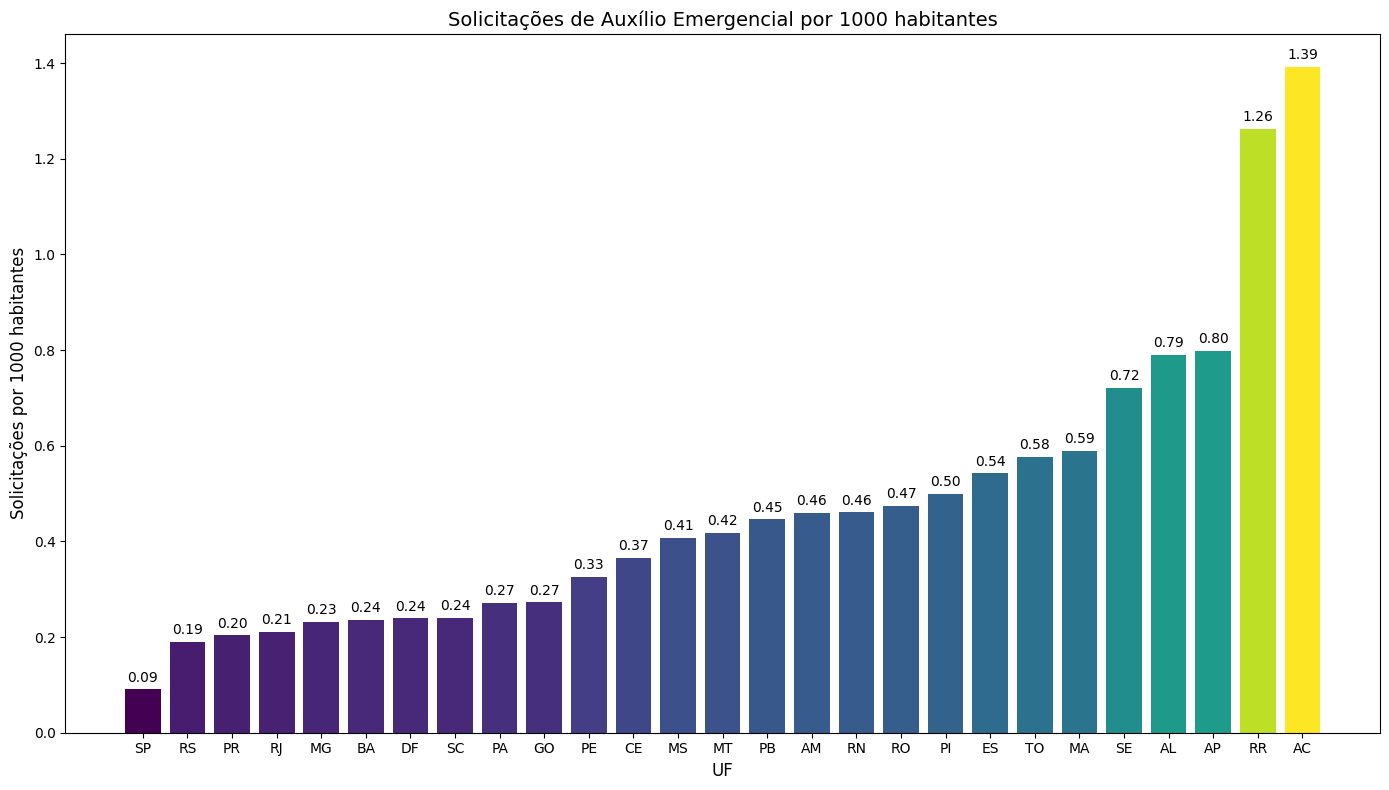 Solicitações de Auxílio Emergencial por 1000 habitantes
Solicitações por 1000 habitantes
1.4
1.2
1.0
0.8
0.6
0.4
0.2
0.0
0.09 0.19 0.20 0.21 0.23 0.24 0.24 0.24 0.27 0.27 0.33 0.37 0.41 0.42 0.45 0.46 0.46 0.47 0.50 0.54 0.58 0.59 0.72 0.79 0.80 1.26 1.39
SP RS PR RJ MG BA DF SC PA GO PE CE MS MT PB AM RN RO PI ES TO MA SE AL AP RR AC
UF